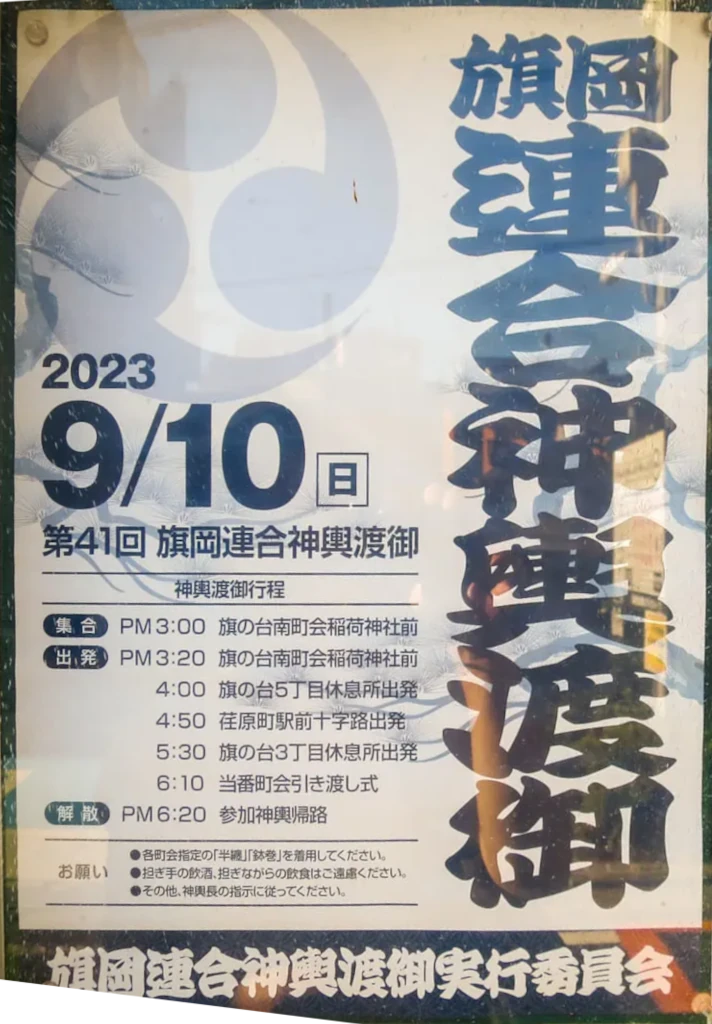 旗岡
連合神輿渡御
2023
9/10 日
第41回 旗岡連合神輿渡御
神輿渡御行程
集合 PM3:00 旗の台南町会稲荷神社前
出発 PM3:20 旗の台南町会稲荷神社前
4:00 旗の台5丁目休息所出発
4:50 荏原町駅前十字路出発
5:30 旗の台3丁目休息所出発
6:10 当番町会引き渡し式
解散 PM6:20 参加神輿帰路
お願い
●各町会指定の「半纏」「鉢巻」を着用してください。
●担ぎ手の飲酒、担ぎながらの飲食はご遠慮ください。
●その他、神輿長の指示に従ってください。
旗岡連合神輿渡御実行委員会